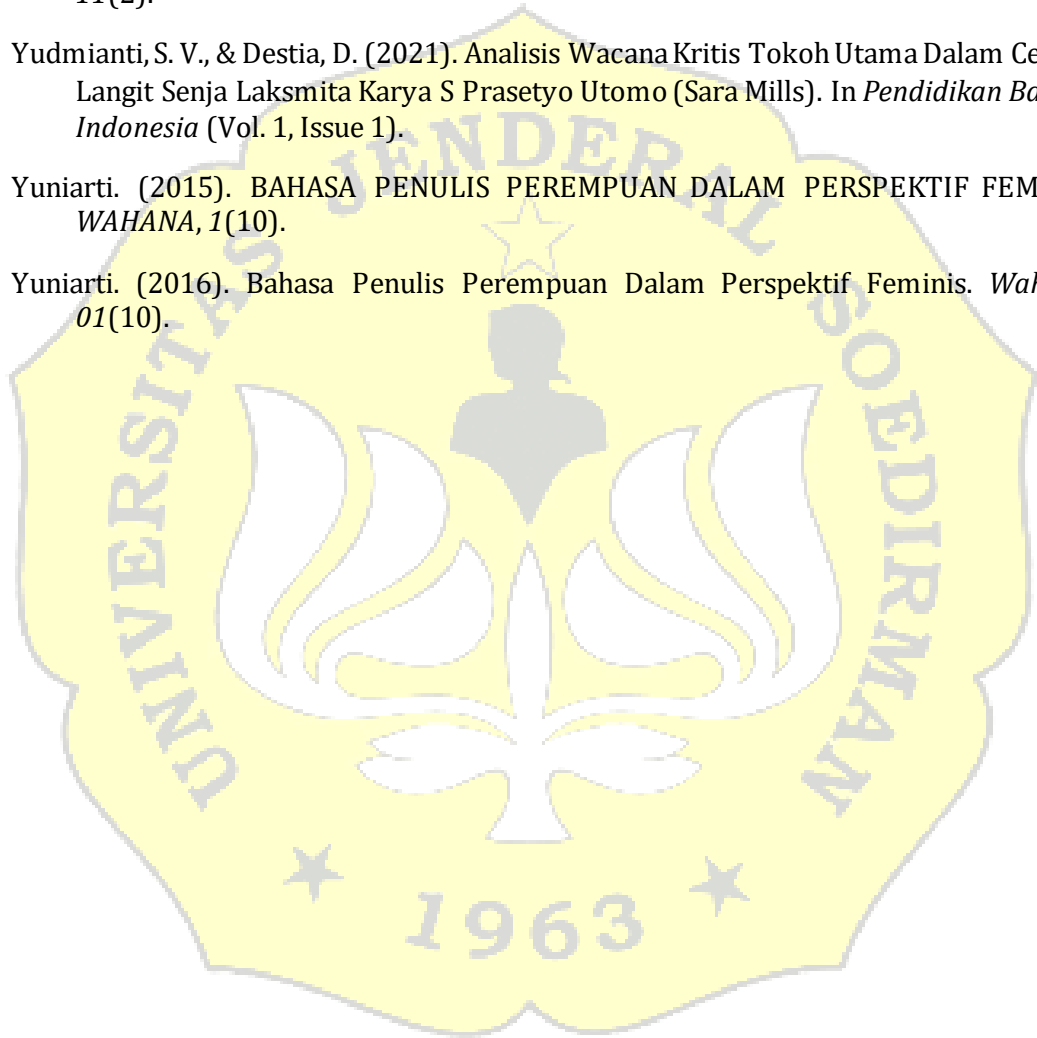 11(2).
Yudmianti, S. V., & Destia, D. (2021). Analisis Wacana Kritis Tokoh Utama Dalam Ce
Langit Senja Laksmita Karya S Prasetyo Utomo (Sara Mills). In Pendidikan Ba
Indonesia (Vol. 1, Issue 1).
Yuniarti. (2015). BAHASA PENULIS PEREMPUAN DALAM PERSPEKTIF FEM
WAHANA, 1(10).
Yuniarti. (2016). Bahasa Penulis Perempuan Dalam Perspektif Feminis. Wah
01(10).
UNIVERSITAS JENDERAL SOEDIRMAN
1963